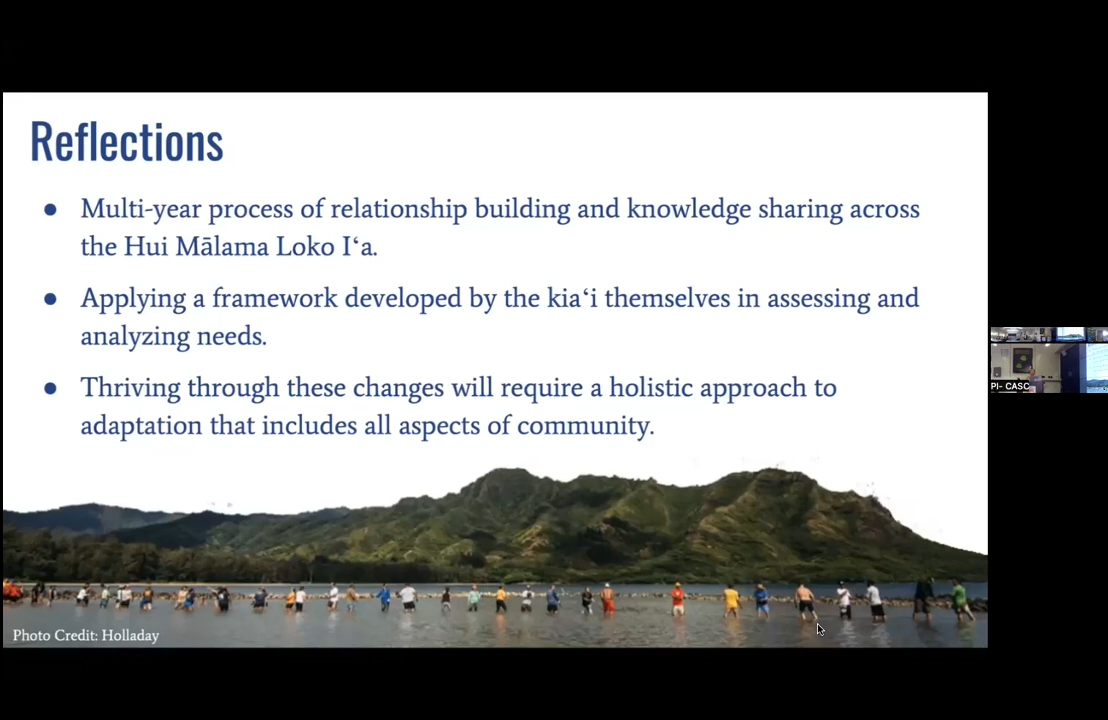 Reflections
● Multi-year process of relationship building and knowledge sharing across
the Hui Mālama Loko Iʻa.
● Applying a framework developed by the kiaʻi themselves in assessing and
analyzing needs.
● Thriving through these changes will require a holistic approach to
adaptation that includes all aspects of community.
Photo Credit: Holladay
PI- CASC